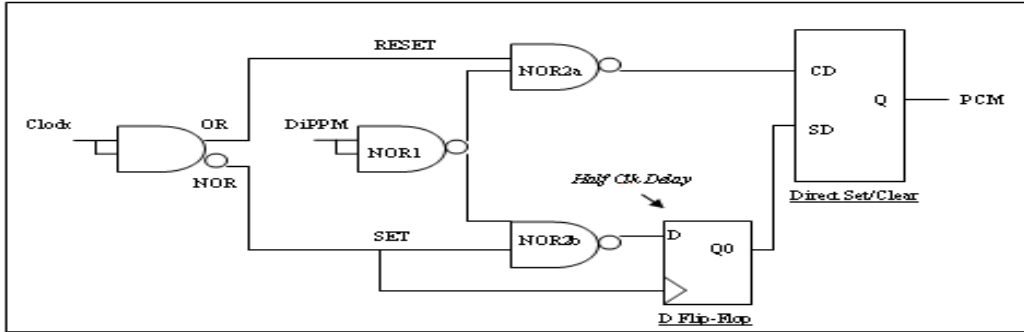 RESET
NOR2a
CD
Clock
OR
DiPPM
Q
PCM
NOR1
SD
NOR
Half Clk Delay
Direct Set/Clear
SET
NOR2b
D
Q0
D Flip-Flop